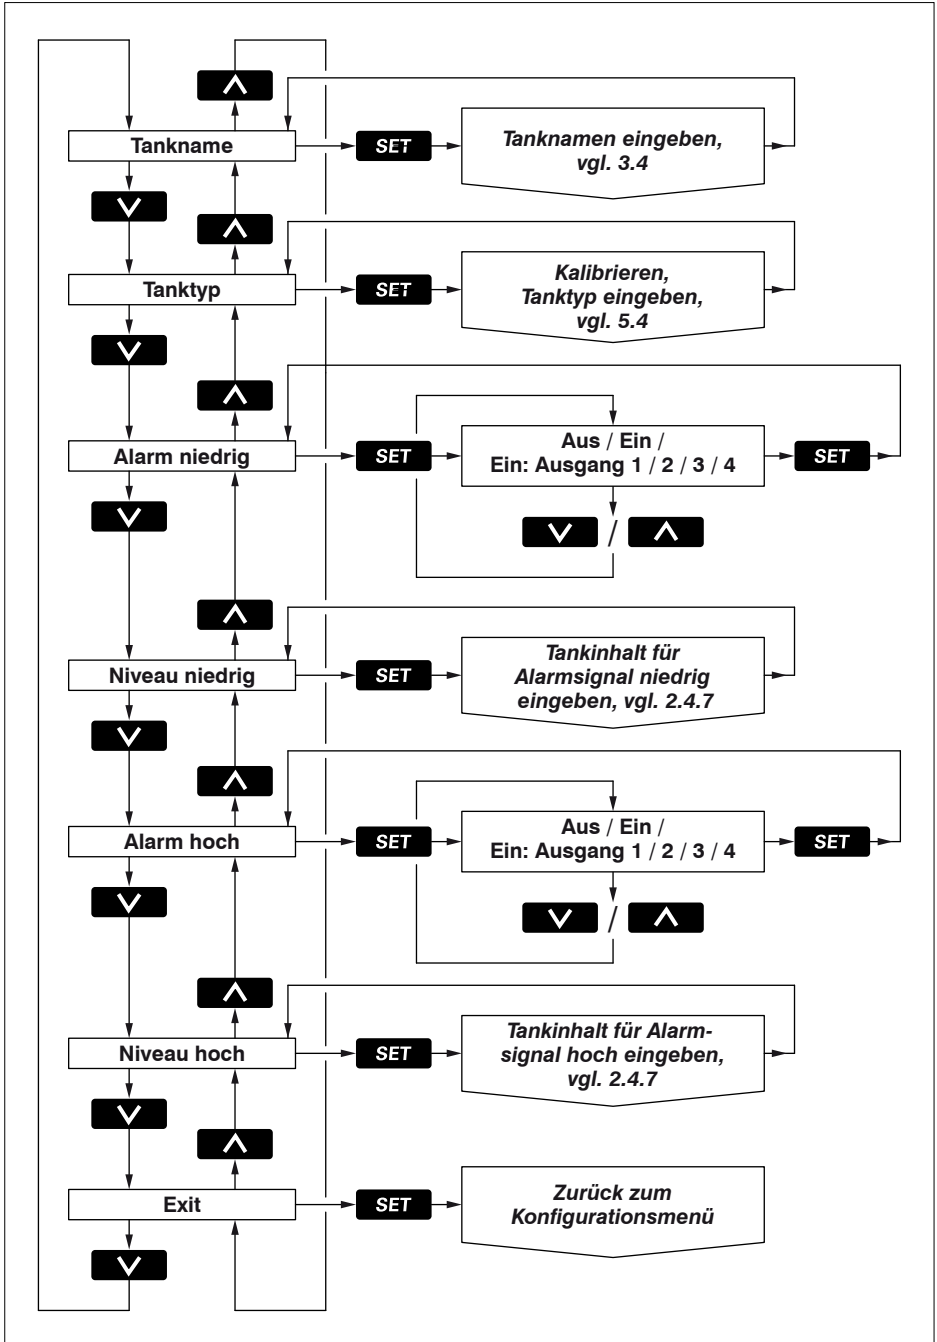 Tankname
SET
Tanknamen eingeben,
vgl. 3.4
Tanktyp
SET
Kalibrieren,
Tanktyp eingeben,
vgl. 5.4
Alarm niedrig
SET
Aus / Ein /
Ein: Ausgang 1 / 2 / 3 / 4
SET
/
Niveau niedrig
SET
Tankinhalt für
Alarmsignal niedrig
eingeben, vgl. 2.4.7
Alarm hoch
SET
Aus / Ein /
Ein: Ausgang 1 / 2 / 3 / 4
SET
/
Niveau hoch
SET
Tankinhalt für Alarm-
signal hoch eingeben,
vgl. 2.4.7
Exit
SET
Zurück zum
Konfigurationsmenü